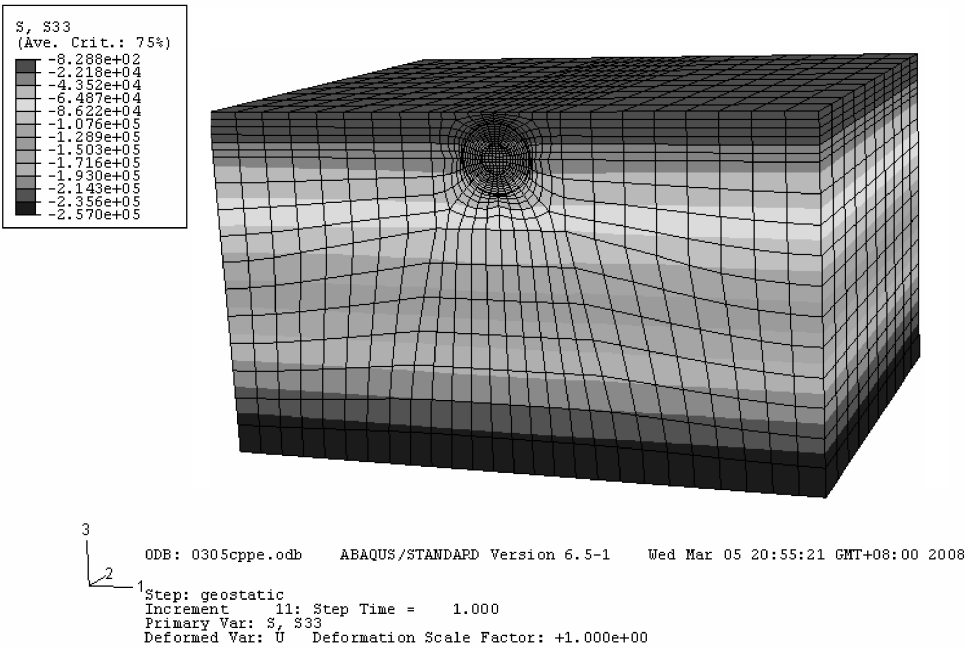 S, S33
(Ave. Crit.: 75%)
-8.288e+02
-2.218e+04
-4.352e+04
-6.487e+04
-8.622e+04
-1.076e+05
-1.289e+05
-1.503e+05
-1.716e+05
-1.930e+05
-2.143e+05
-2.356e+05
-2.570e+05
3
2
1
ODB: 0305cppe.odb ABAQUS/STANDARD Version 6.5-1 Wed Mar 05 20:55:21 GMT+08:00 2008
Step: geostatic
Increment 11: Step Time = 1.000
Primary Var: S, S33
Deformed Var: U Deformation Scale Factor: +1.000e+00